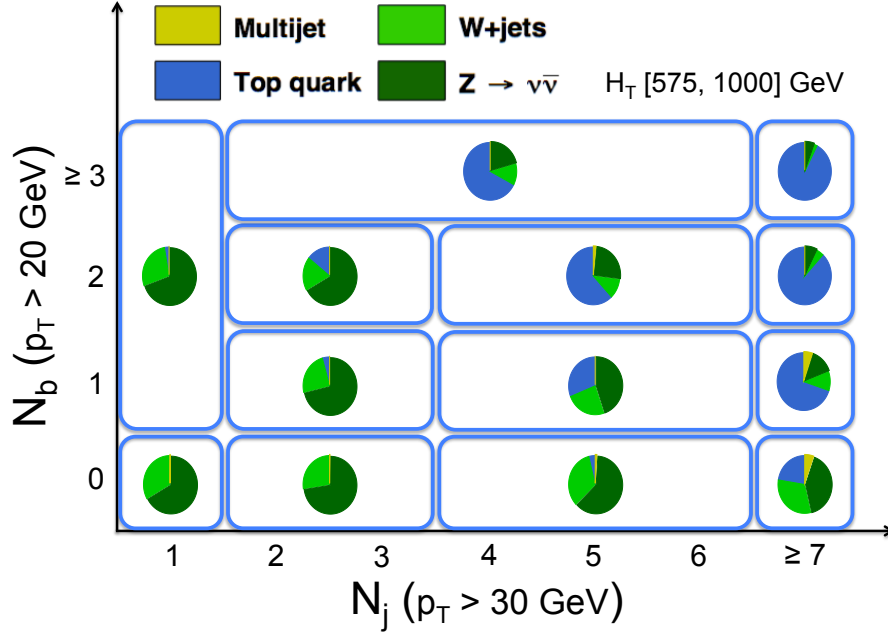 Multijet
W+jets
Top quark
Z → νν̄
H_T [575, 1000] GeV
N_b (p_T > 20 GeV)
≥ 3
2
1
0
1 2 3 4 5 6 ≥ 7
N_j (p_T > 30 GeV)